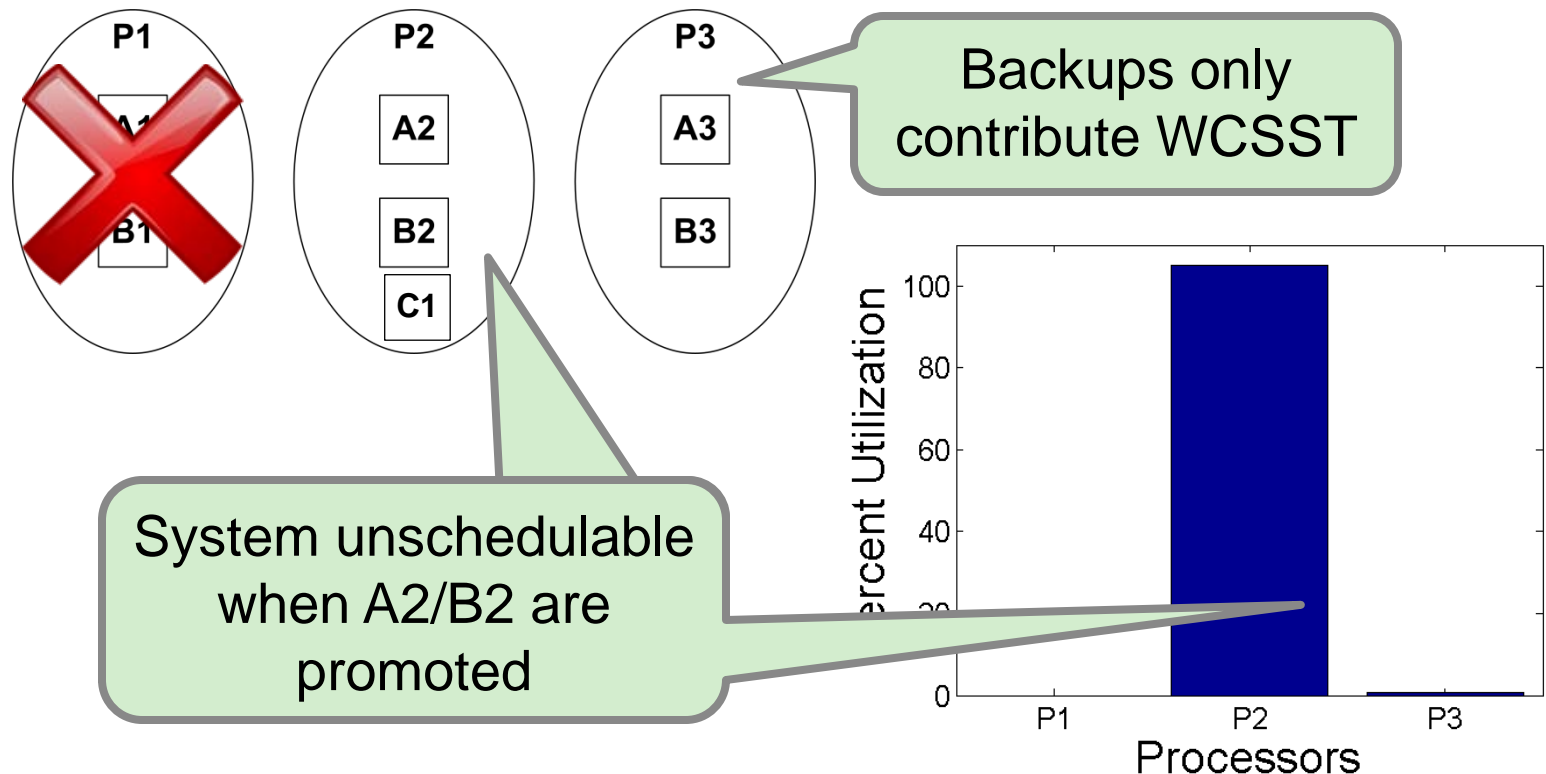 P1
P2
P3
A2
A3
B1
B2
B3
C1
Backups only
contribute WCSST
System unschedulable
when A2/B2 are
promoted
100
80
60
40
0
Utilization
P1
P2
P3
Processors